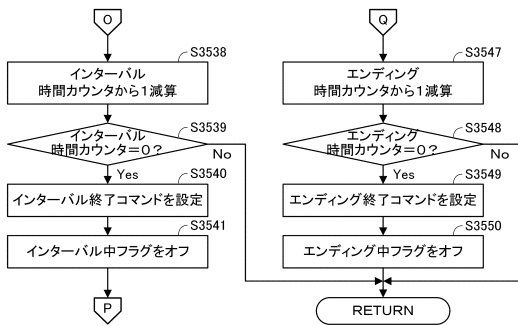 O
S3538
インターバル
時間カウンタから1減算
S3539
インターバル
時間カウンタ=0?
No
Yes
S3540
インターバル終了コマンドを設定
S3541
インターバル中フラグをオフ
P
Q
S3547
エンディング
時間カウンタから1減算
S3548
エンディング
時間カウンタ=0?
No
Yes
S3549
エンディング終了コマンドを設定
S3550
エンディング中フラグをオフ
RETURN